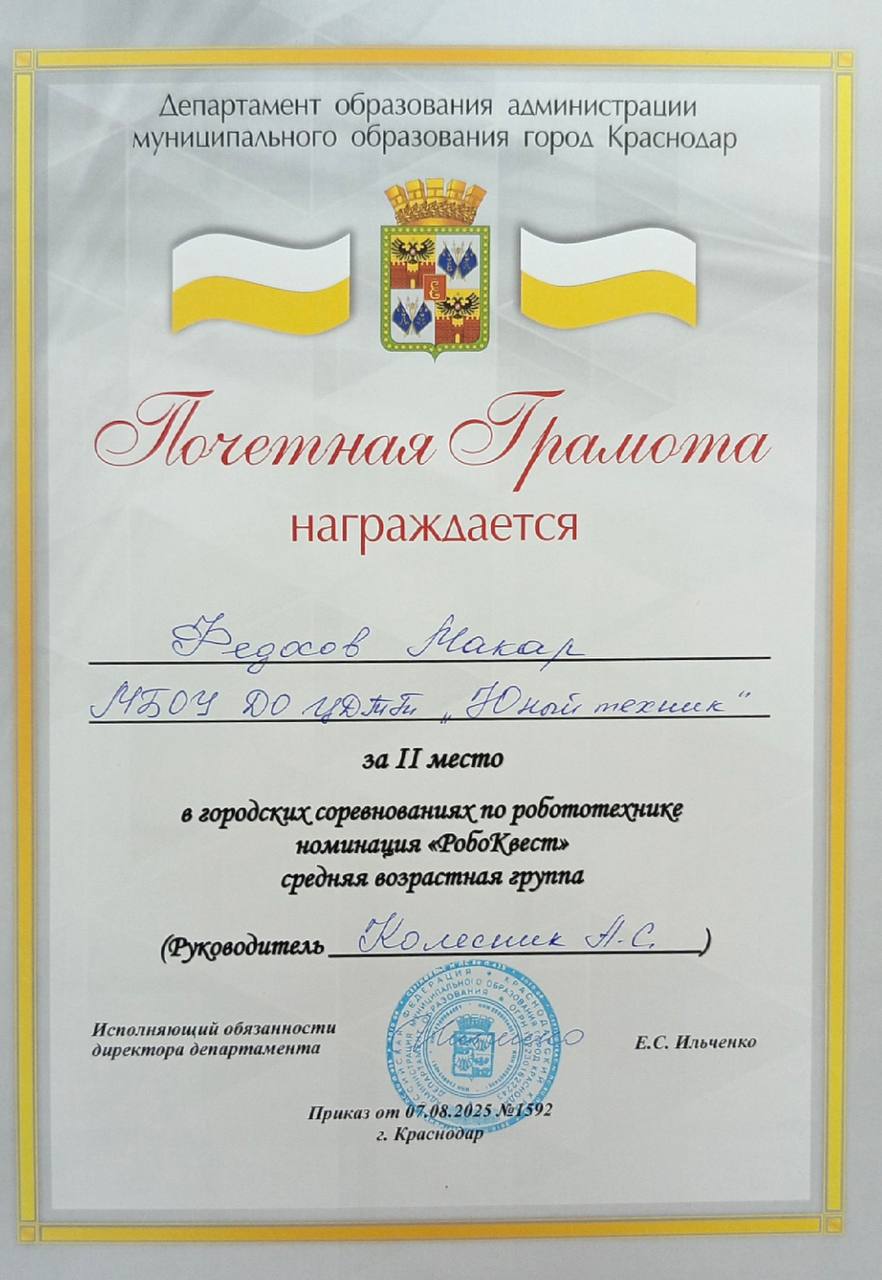 Департамент образования администрации
муниципального образования город Краснодар
Почетная Грамота
награждается
Федосов Макар
МБОУ ДО ЦДТТ „Юный техник“
за II место
в городских соревнованиях по робототехнике
номинация «РобоКвест»
средняя возрастная группа
(Руководитель Колесник А.С.)
Исполняющий обязанности
директора департамента
Е.С. Ильченко
Приказ от 07.08.2025 №1592
г. Краснодар